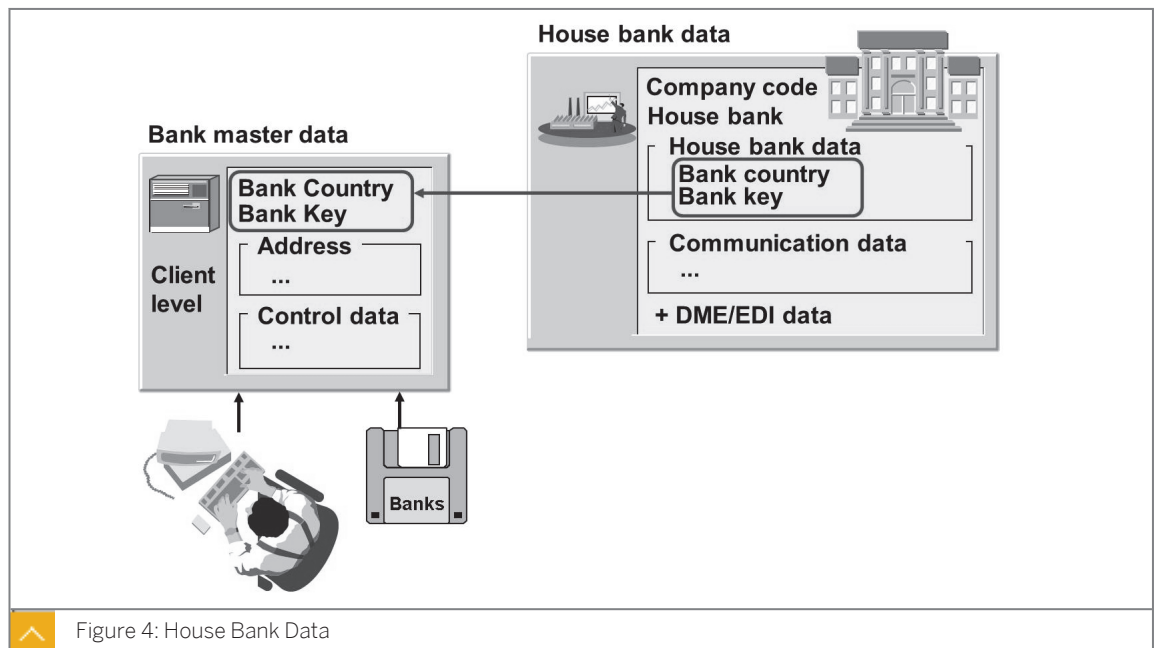 House bank data
Company code
House bank
House bank data
Bank country
Bank key
Communication data
...
+ DME/EDI data
Bank master data
Client
level
Bank Country
Bank Key
Address
...
Control data
...
Banks
Figure 4: House Bank Data